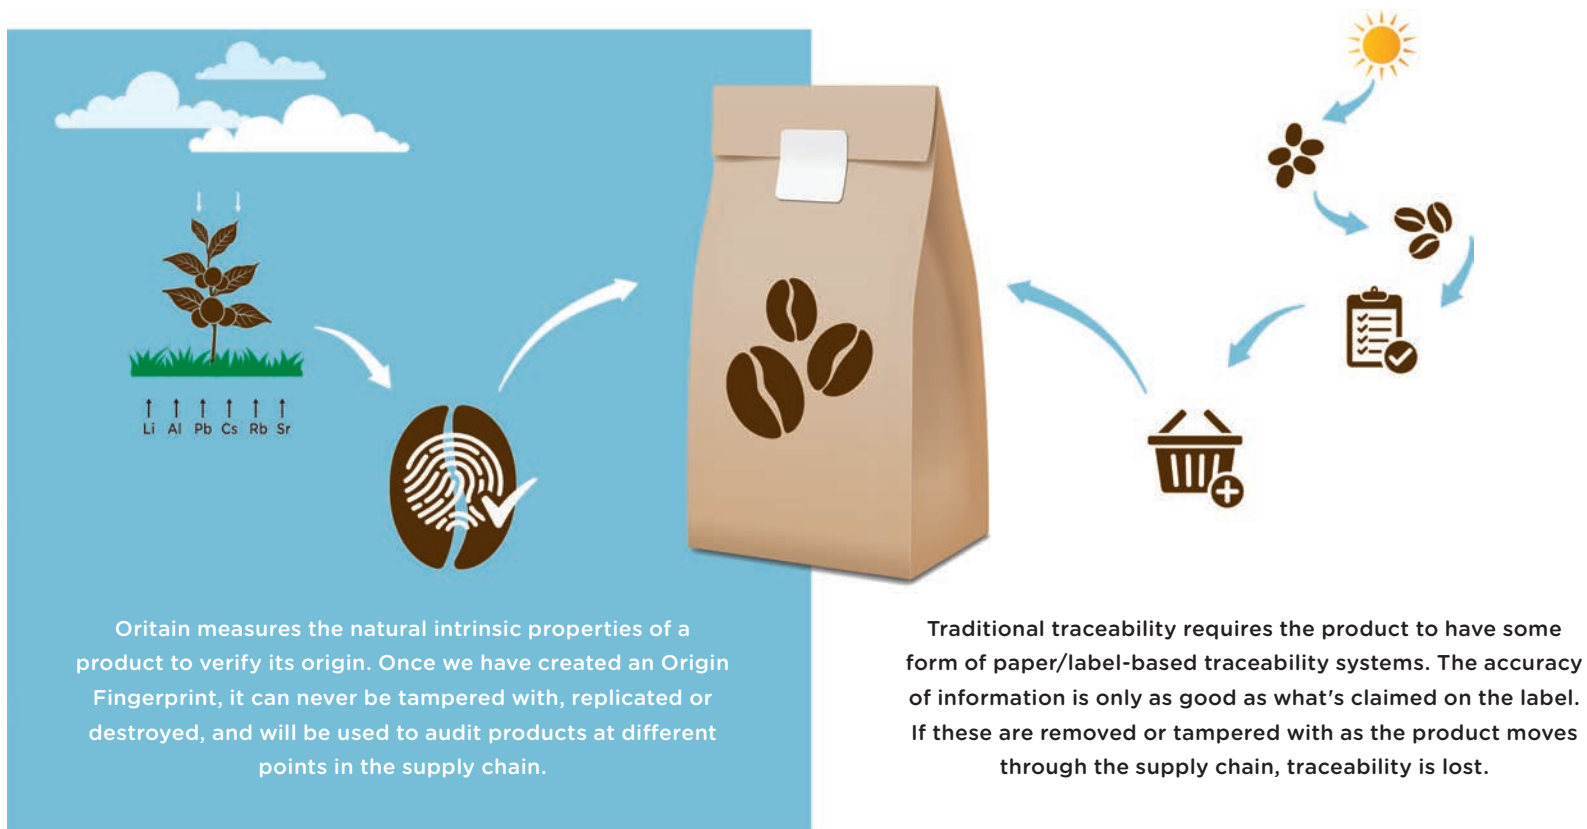 Li Al Pb Cs Rb Sr
Oritain measures the natural intrinsic properties of a
product to verify its origin. Once we have created an Origin
Fingerprint, it can never be tampered with, replicated or
destroyed, and will be used to audit products at different
points in the supply chain.
Traditional traceability requires the product to have some
form of paper/label-based traceability systems. The accuracy
of information is only as good as what's claimed on the label.
If these are removed or tampered with as the product moves
through the supply chain, traceability is lost.